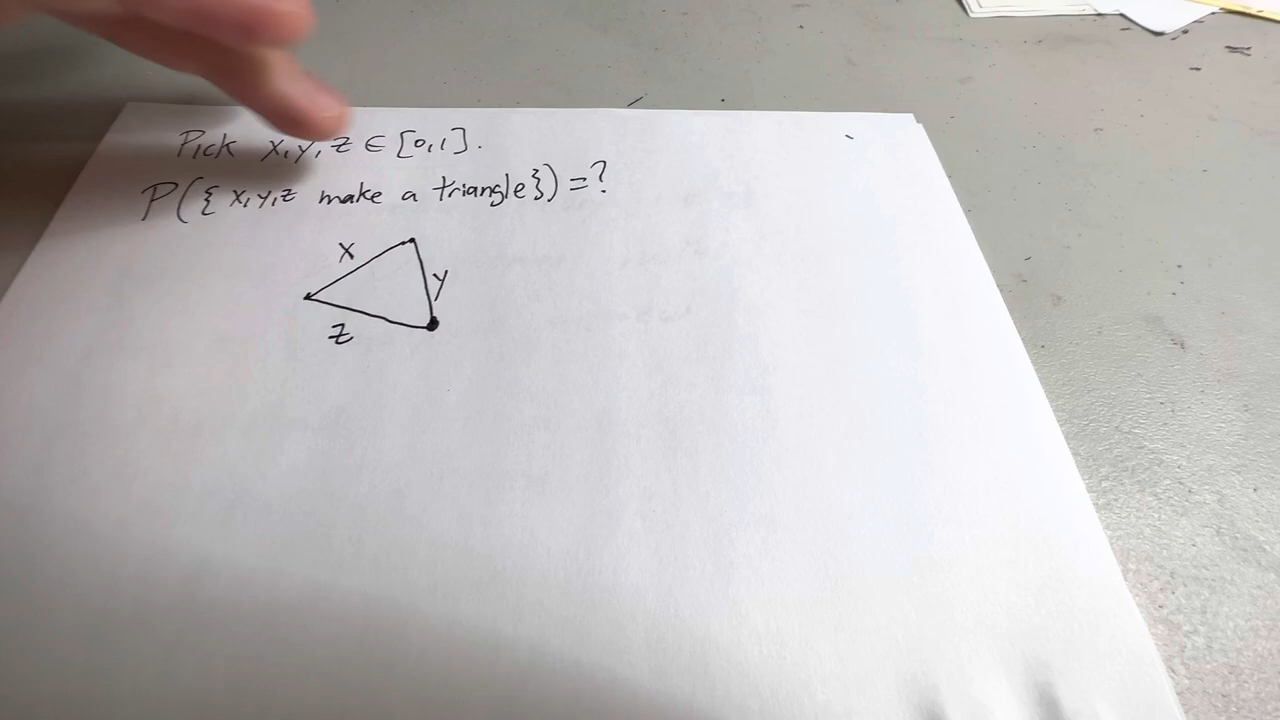 Pick x, y, z ∈ [0,1].
P({x,y,z make a triangle})=?
x
y
z